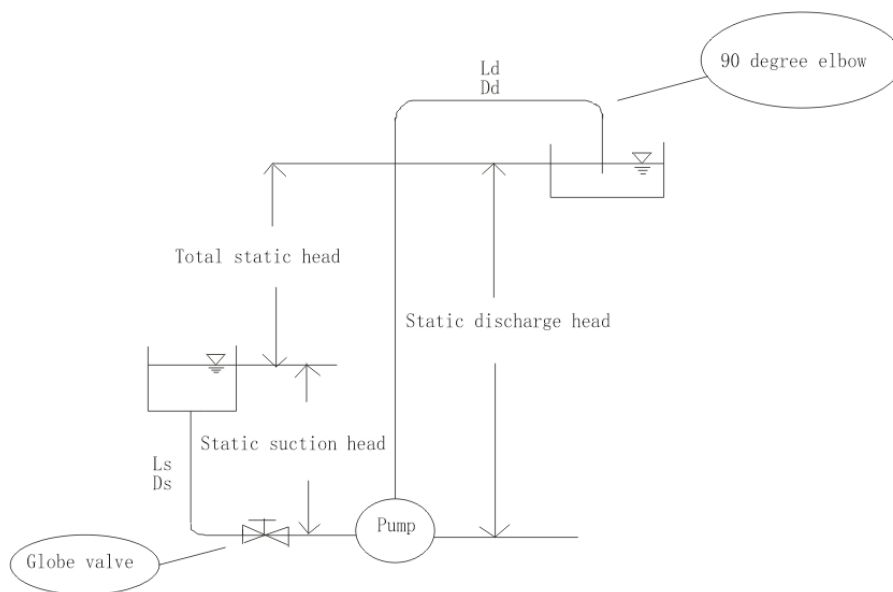 Ld
Dd
90 degree elbow
Total static head
Static discharge head
Static suction head
Ls
Ds
Pump
Globe valve